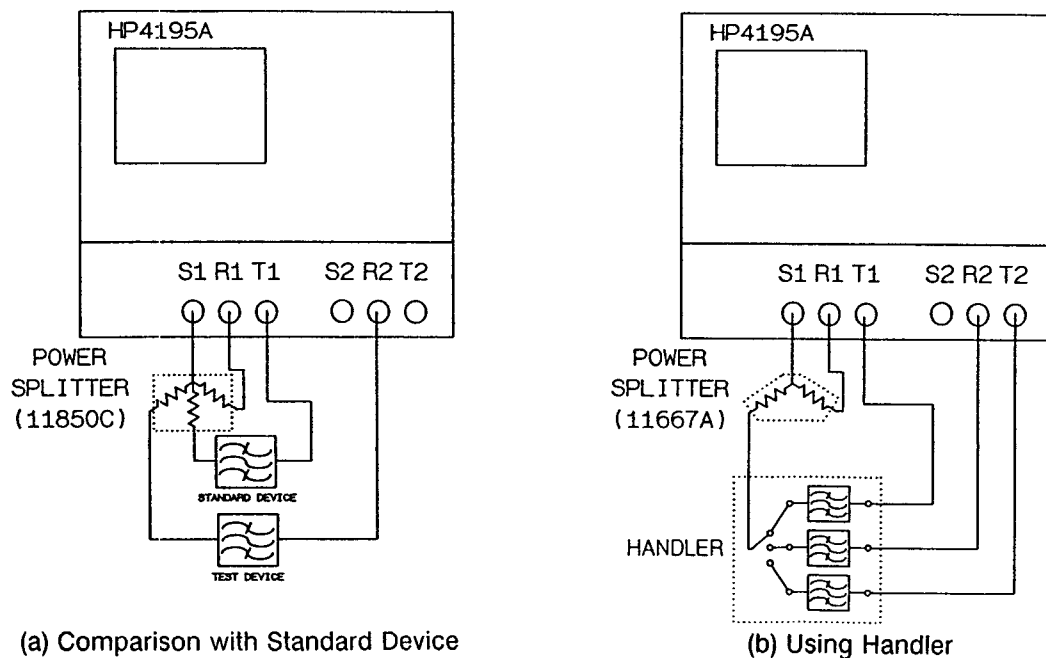 HP4195A
S1 R1 T1 S2 R2 T2
POWER
SPLITTER
(11850C)
STANDARD DEVICE
TEST DEVICE
(a) Comparison with Standard Device
HP4195A
S1 R1 T1 S2 R2 T2
POWER
SPLITTER
(11667A)
HANDLER
(b) Using Handler